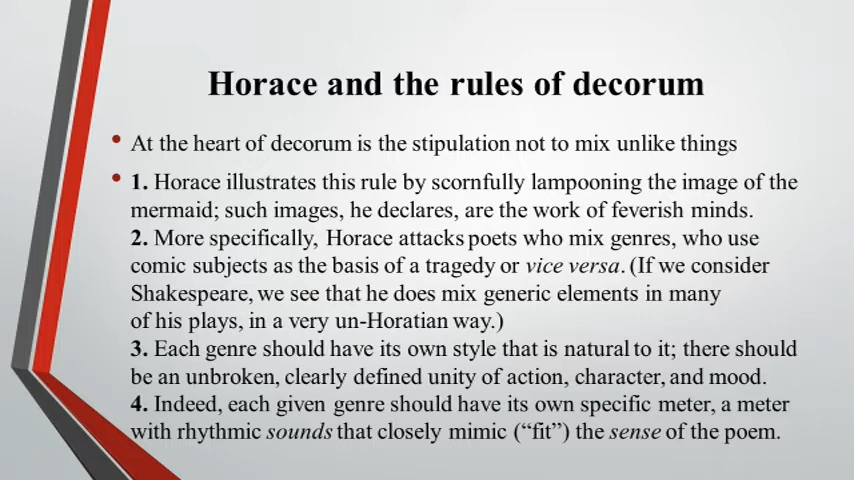 Horace and the rules of decorum
• At the heart of decorum is the stipulation not to mix unlike things
• 1. Horace illustrates this rule by scornfully lampooning the image of the
mermaid; such images, he declares, are the work of feverish minds.
2. More specifically, Horace attacks poets who mix genres, who use
comic subjects as the basis of a tragedy or vice versa. (If we consider
Shakespeare, we see that he does mix generic elements in many
of his plays, in a very un-Horatian way.)
3. Each genre should have its own style that is natural to it; there should
be an unbroken, clearly defined unity of action, character, and mood.
4. Indeed, each given genre should have its own specific meter, a meter
with rhythmic sounds that closely mimic (“fit”) the sense of the poem.